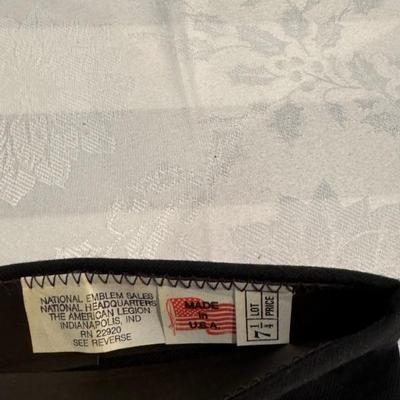 NATIONAL EMBLEM SALES
NATIONAL HEADQUARTERS
THE AMERICAN LEGION
INDIANAPOLIS, IND
RN 22920
SEE REVERSE
MADE
in
U.S.A.
LOT
PRICE
7 1/4